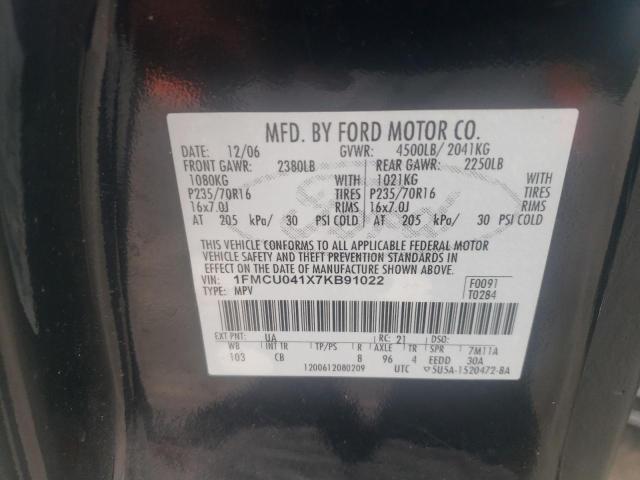 MFD. BY FORD MOTOR CO.
DATE: 12/06 GVWR: 4500LB/ 2041KG
FRONT GAWR: 2380LB REAR GAWR: 2250LB
1080KG WITH 1021KG WITH
P235/70R16 TIRES P235/70R16 TIRES
16x7.0J RIMS 16x7.0J RIMS
AT 205 kPa/ 30 PSI COLD AT 205 kPa/ 30 PSI COLD
THIS VEHICLE CONFORMS TO ALL APPLICABLE FEDERAL MOTOR
VEHICLE SAFETY AND THEFT PREVENTION STANDARDS IN
EFFECT ON THE DATE OF MANUFACTURE SHOWN ABOVE.
VIN: 1FMCU041X7KB91022 F0091
TYPE: MPV T0284
EXT PNT: UA RC: 21 DSO:
WB INT TR TP/PS R AXLE TR SPR 7M11A
103 CB 8 96 4 EEDD 30A
1200612080209 UTC ▽5U5A-1520472-BA
Ford